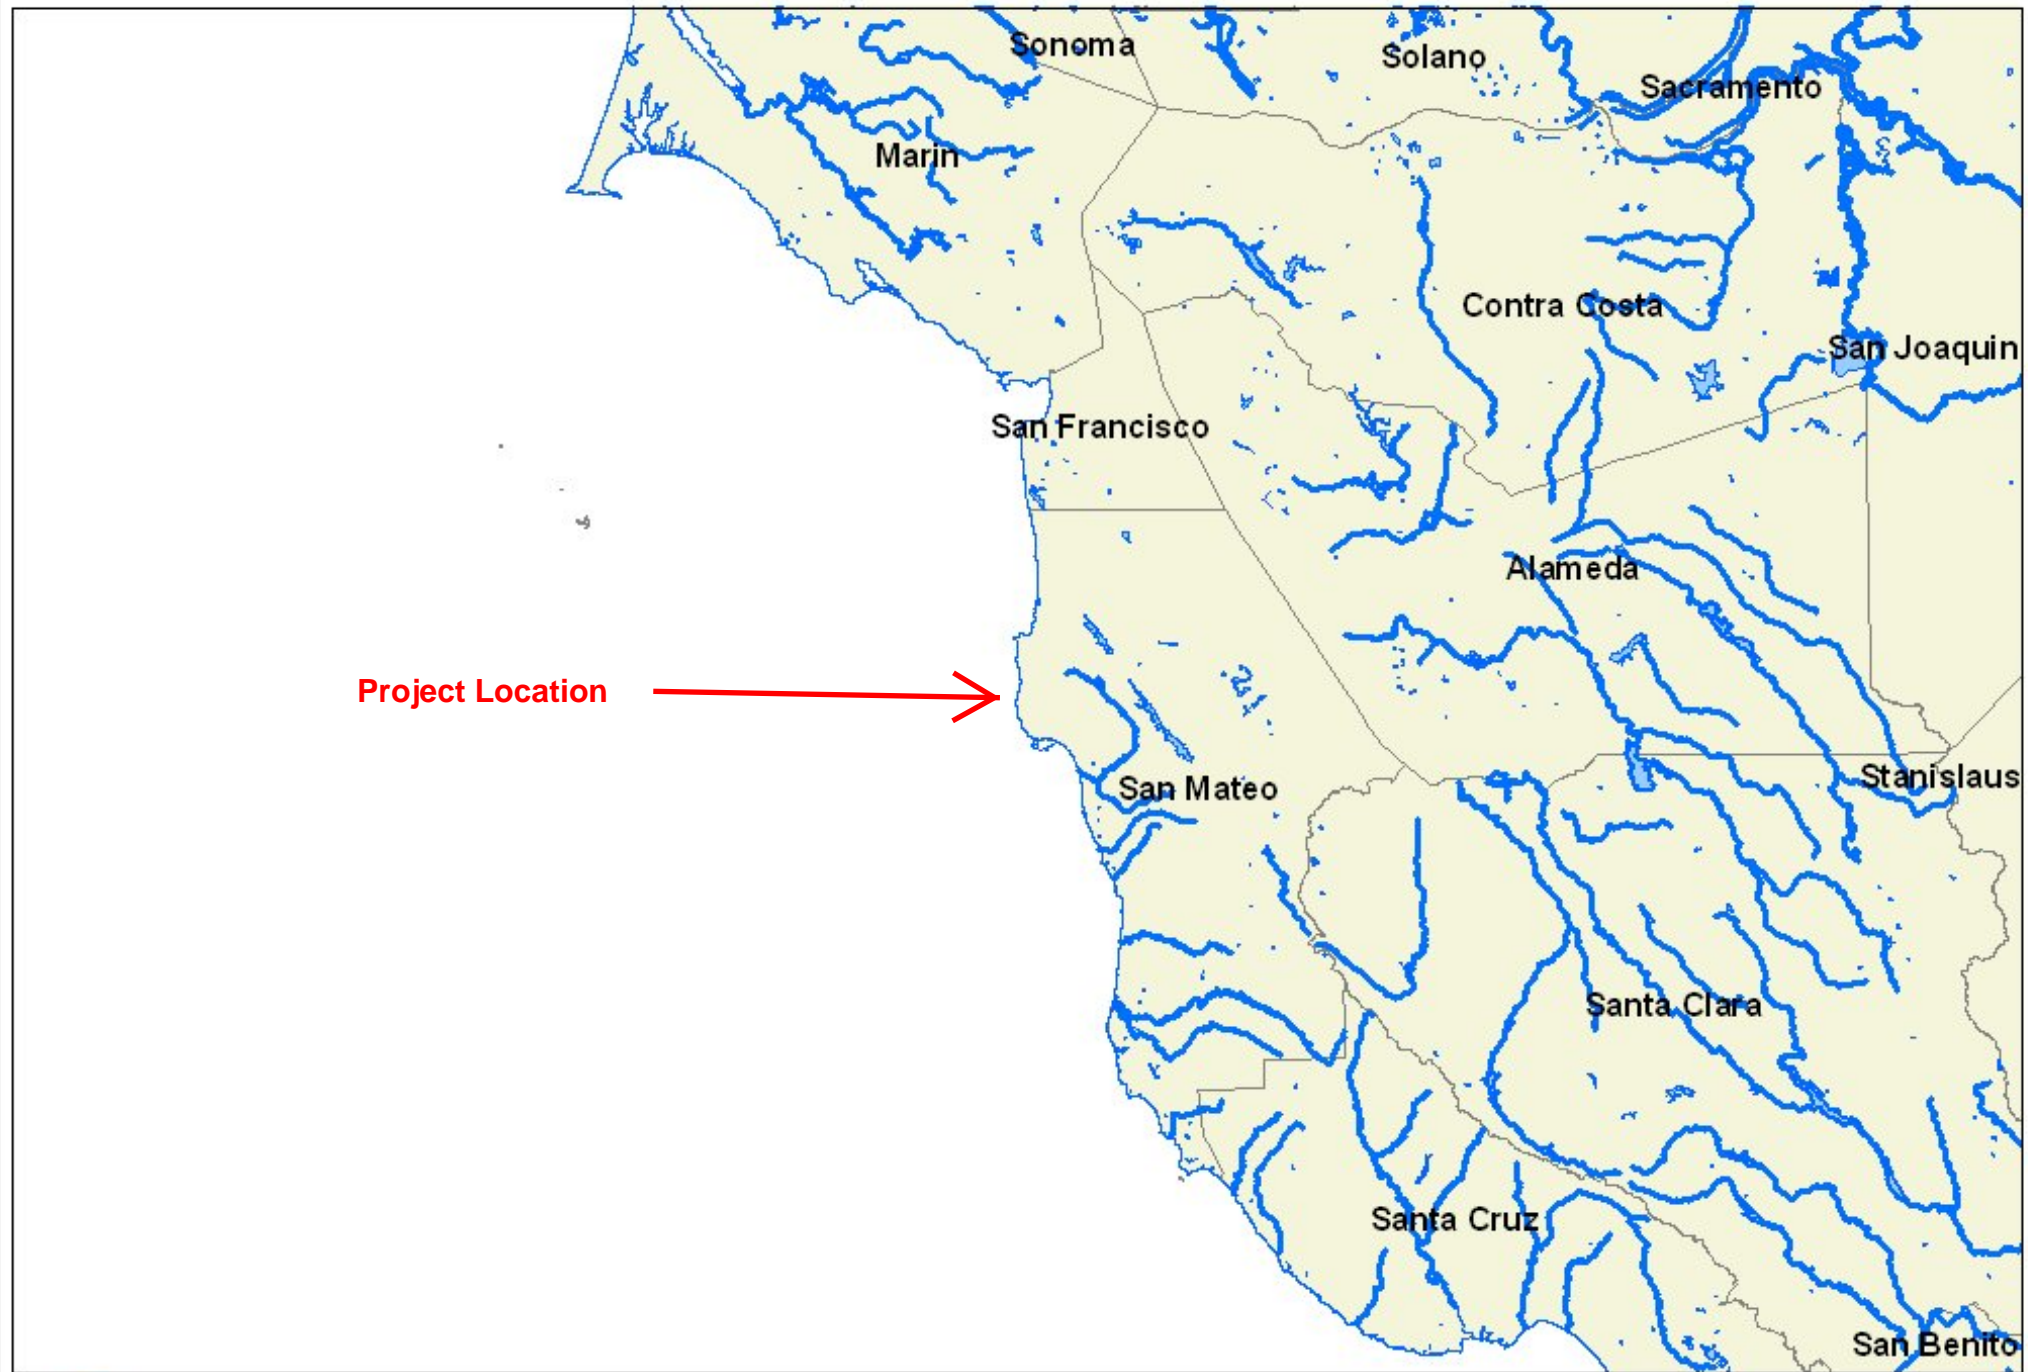 Sonoma
Solano
Sacramento
Marin
Contra Costa
San Joaquin
San Francisco
Alameda
Project Location
Stanislaus
San Mateo
Santa Clara
Santa Cruz
San Benito